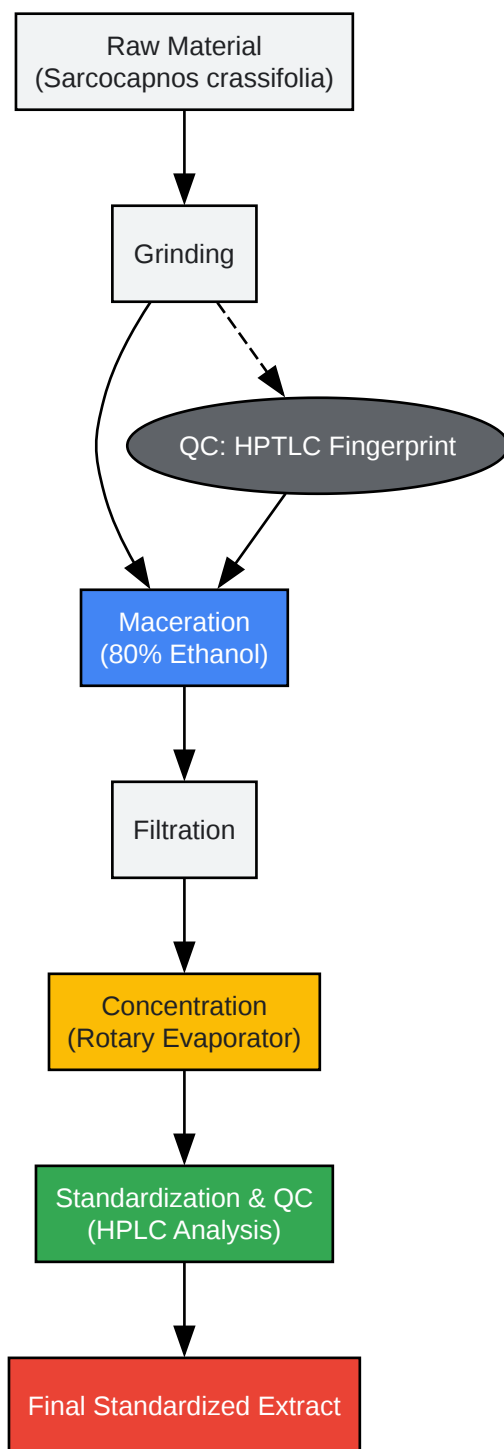 Raw Material
(Sarcocapnos crassifolia)
Grinding
QC: HPTLC Fingerprint
Maceration
(80% Ethanol)
Filtration
Concentration
(Rotary Evaporator)
Standardization & QC
(HPLC Analysis)
Final Standardized Extract